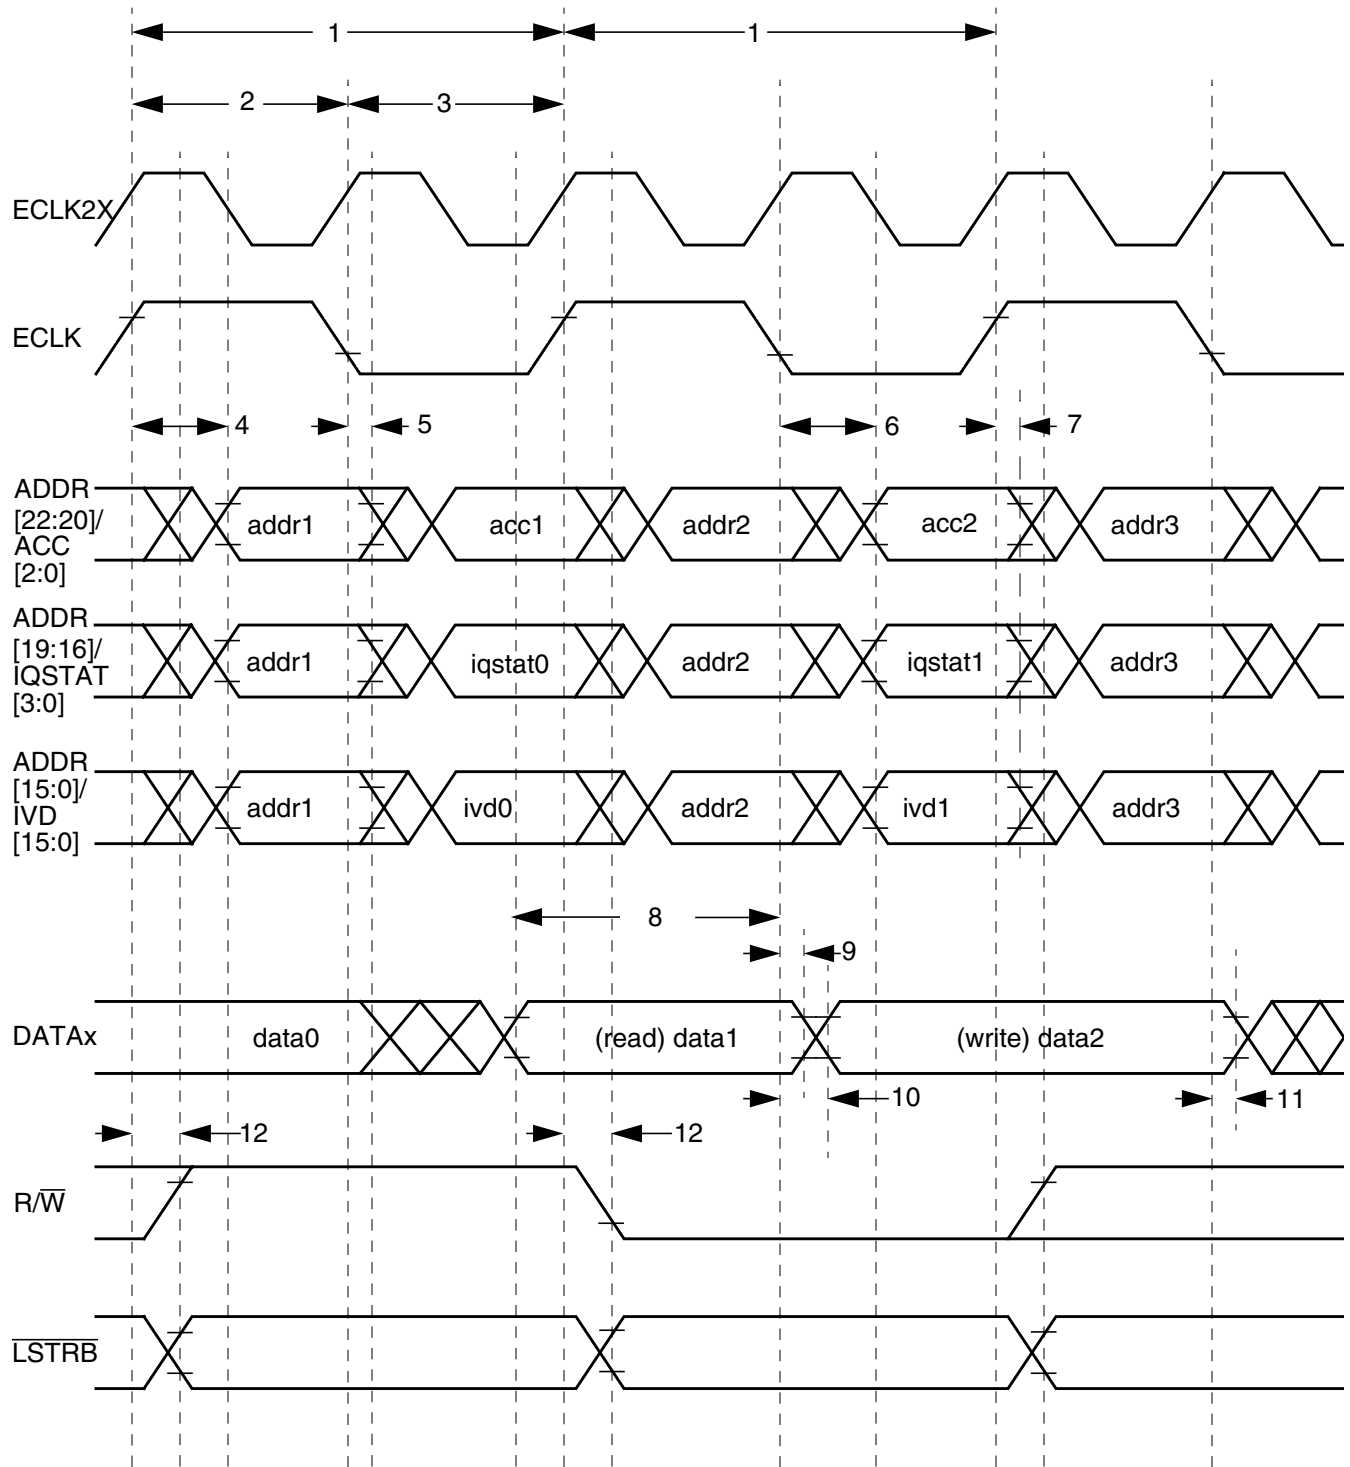 1 1
2 3
ECLK2X
ECLK
4 5 6 7
ADDR
[22:20]/
ACC
[2:0]
addr1 acc1 addr2 acc2 addr3
ADDR
[19:16]/
IQSTAT
[3:0]
addr1 iqstat0 addr2 iqstat1 addr3
ADDR
[15:0]/
IVD
[15:0]
addr1 ivd0 addr2 ivd1 addr3
8
9
DATAx data0 (read) data1 (write) data2
10 11
12 12
R/W̅
L̅S̅T̅R̅B̅